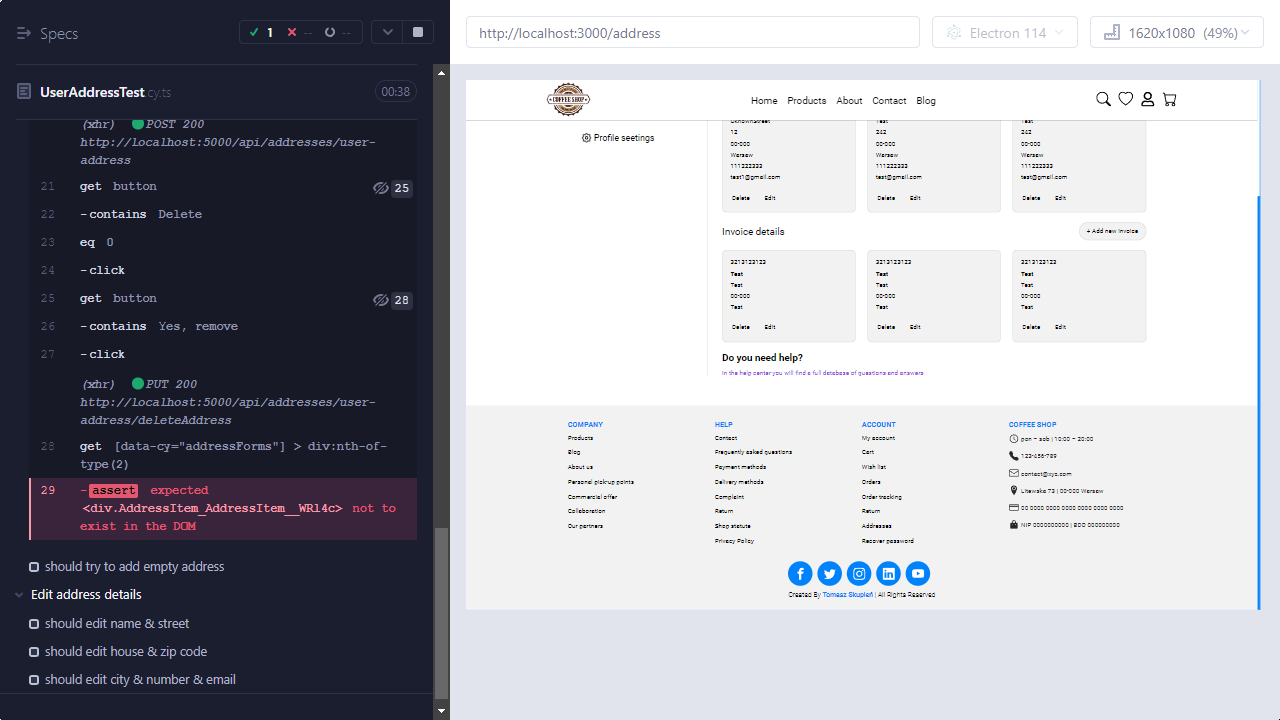 Specs
1
--
--
UserAddressTest.cy.ts
00:38
(xhr) POST 200
http://localhost:5000/api/addresses/user-
address
21 get button 25
22 -contains Delete
23 eq 0
24 -click
25 get button 28
26 -contains Yes, remove
27 -click
(xhr) PUT 200
http://localhost:5000/api/addresses/user-
address/deleteAddress
28 get [data-cy="addressForms"] > div:nth-of-
type(2)
29 -assert expected
<div.AddressItem_AddressItem__WRl4c> not to
exist in the DOM
should try to add empty address
Edit address details
should edit name & street
should edit house & zip code
should edit city & number & email
http://localhost:3000/address
Electron 114
1620x1080 (49%)
COFFEE SHOP
Home Products About Contact Blog
Profile seetings
12
00-000
Warsaw
111222333
test1@gmail.com
Delete Edit
Test
242
00-000
Warsaw
111222333
test@gmail.com
Delete Edit
Test
242
00-000
Warsaw
111222333
test@gmail.com
Delete Edit
Invoice details
+ Add new invoice
3213123123
Test
Test
00-000
Test
Delete Edit
3213123123
Test
Test
00-000
Test
Delete Edit
3213123123
Test
Test
00-000
Test
Delete Edit
Do you need help?
In the help center you will find a full database of questions and answers
COMPANY
Products
Blog
About us
Personal pick-up points
Commercial offer
Collaboration
Our partners
HELP
Contact
Frequently asked questions
Payment methods
Delivery methods
Complaint
Return
Shop statute
Privacy Policy
ACCOUNT
My account
Cart
Wish list
Orders
Order tracking
Return
Addresses
Recover password
COFFEE SHOP
pon - sob | 10:00 - 20:00
123-456-789
contact@xyz.com
Litewska 73 | 00-000 Warsaw
00 0000 0000 0000 0000 0000 0000
NIP 0000000000 | BDO 000000000
Created By Tomasz Skupień | All Rights Reserved